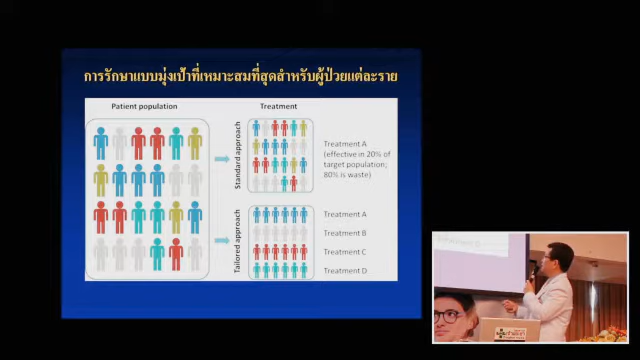 การรักษาแบบมุ่งเป้าที่เหมาะสมที่สุดสำหรับผู้ป่วยแต่ละราย
Patient population
Treatment
Standard approach
Treatment A
(effective in 20% of
target population;
80% is waste)
Tailored approach
Treatment A
Treatment B
Treatment C
Treatment D